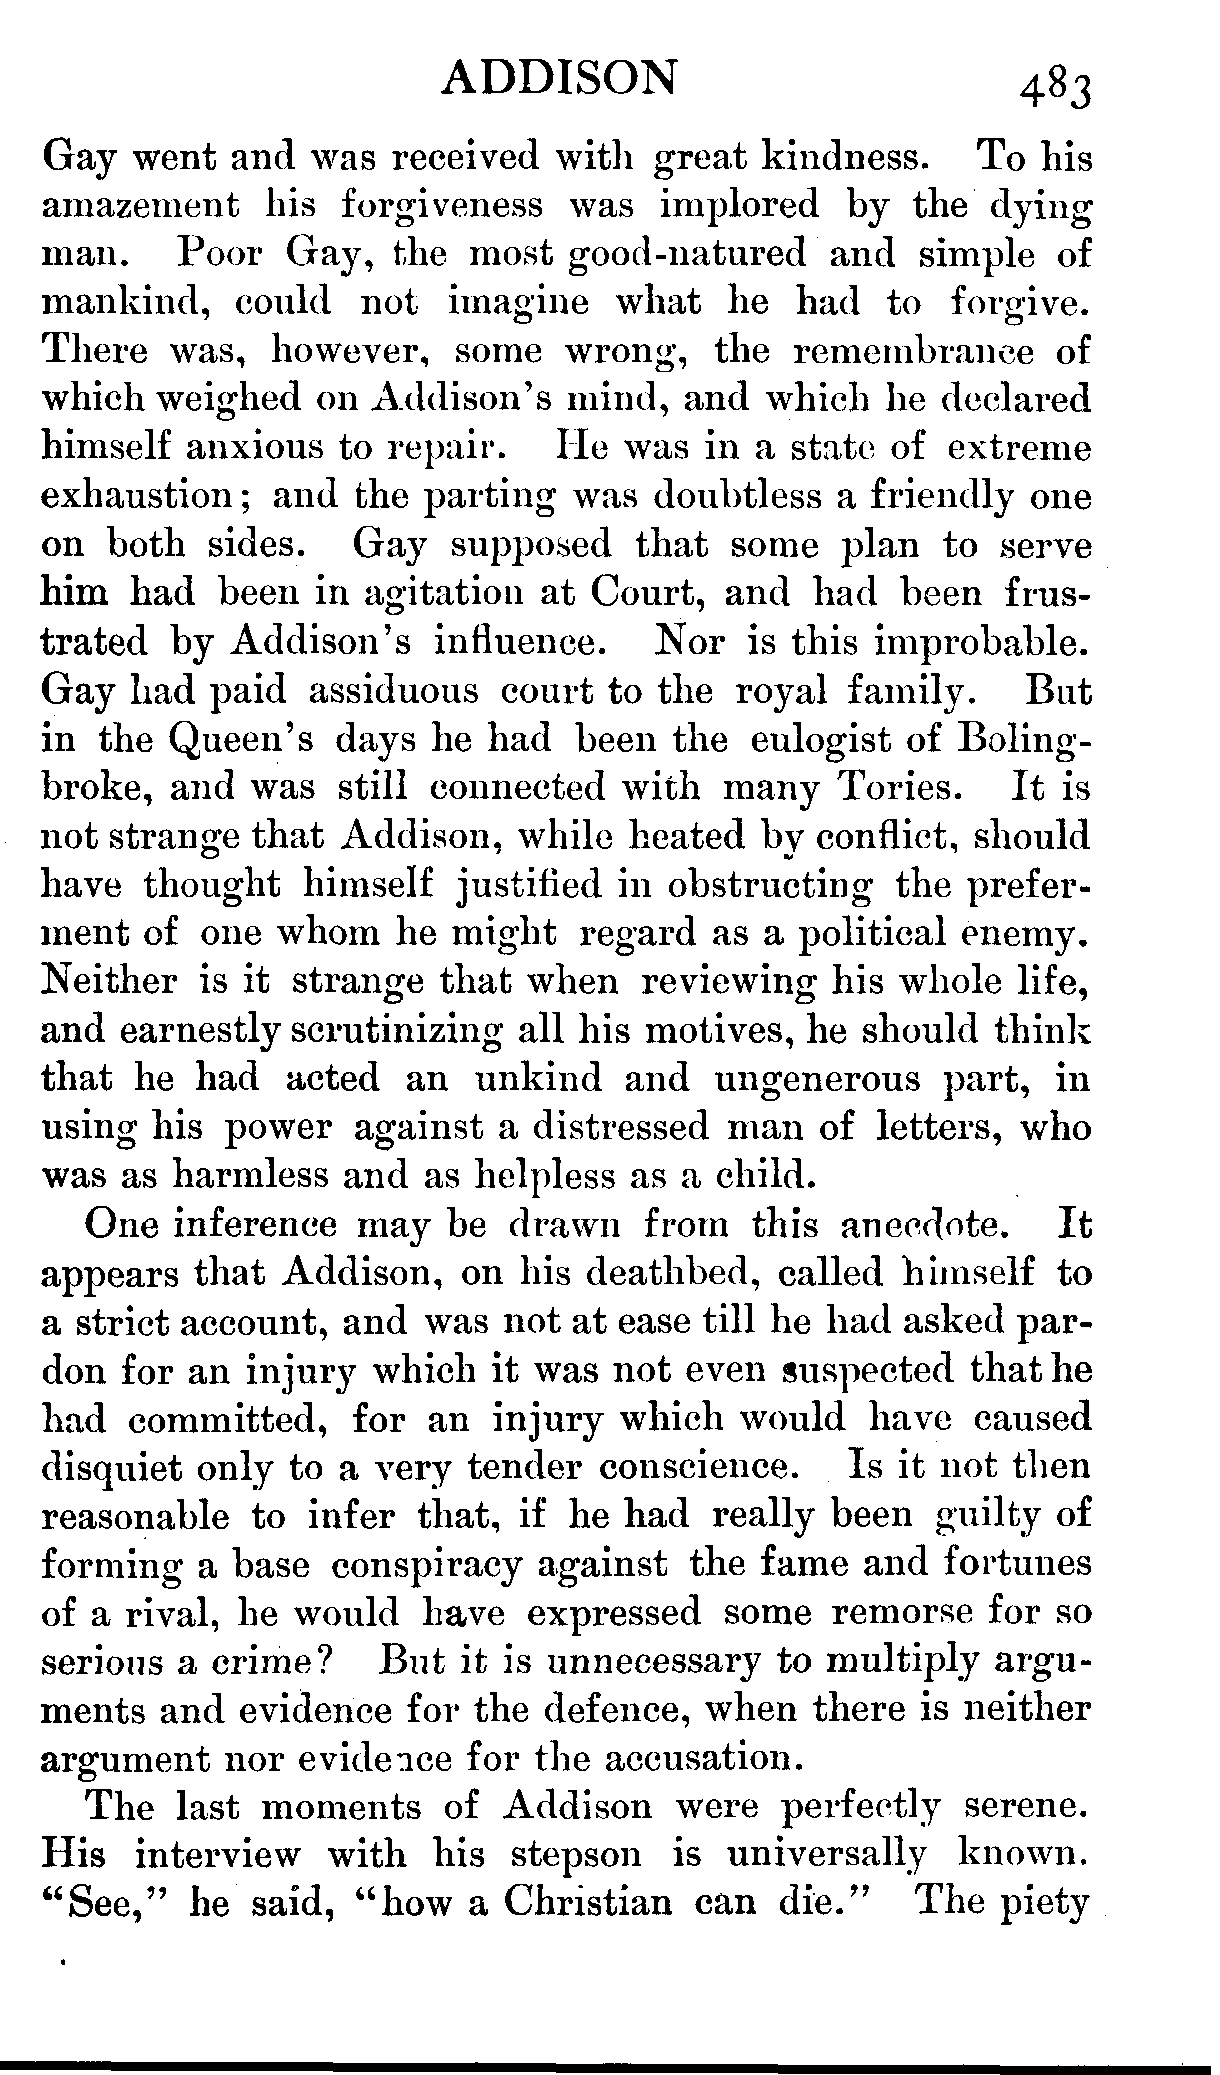 ADDISON 483
Gay went and was received with great kindness. To his
amazement his forgiveness was implored by the dying
man. Poor Gay, the most good-natured and simple of
mankind, could not imagine what he had to forgive.
There was, however, some wrong, the remembrance of
which weighed on Addison's mind, and which he declared
himself anxious to repair. He was in a state of extreme
exhaustion; and the parting was doubtless a friendly one
on both sides. Gay supposed that some plan to serve
him had been in agitation at Court, and had been frus-
trated by Addison's influence. Nor is this improbable.
Gay had paid assiduous court to the royal family. But
in the Queen's days he had been the eulogist of Boling-
broke, and was still connected with many Tories. It is
not strange that Addison, while heated by conflict, should
have thought himself justified in obstructing the prefer-
ment of one whom he might regard as a political enemy.
Neither is it strange that when reviewing his whole life,
and earnestly scrutinizing all his motives, he should think
that he had acted an unkind and ungenerous part, in
using his power against a distressed man of letters, who
was as harmless and as helpless as a child.
One inference may be drawn from this anecdote. It
appears that Addison, on his deathbed, called himself to
a strict account, and was not at ease till he had asked par-
don for an injury which it was not even suspected that he
had committed, for an injury which would have caused
disquiet only to a very tender conscience. Is it not then
reasonable to infer that, if he had really been guilty of
forming a base conspiracy against the fame and fortunes
of a rival, he would have expressed some remorse for so
serious a crime? But it is unnecessary to multiply argu-
ments and evidence for the defence, when there is neither
argument nor evidence for the accusation.
The last moments of Addison were perfectly serene.
His interview with his stepson is universally known.
"See," he said, "how a Christian can die." The piety